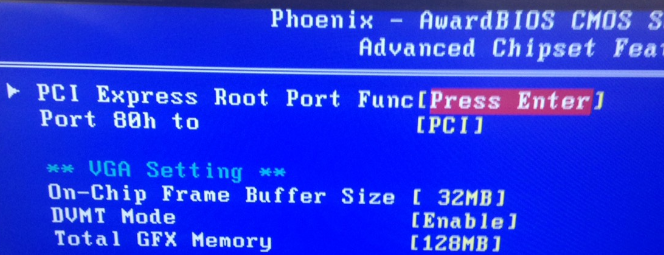 Phoenix - AwardBIOS CMOS S
Advanced Chipset Feat
PCI Express Root Port Func[Press Enter]
Port 80h to [PCI]
** VGA Setting **
On-Chip Frame Buffer Size [ 32MB]
DVMT Mode [Enable]
Total GFX Memory [128MB]